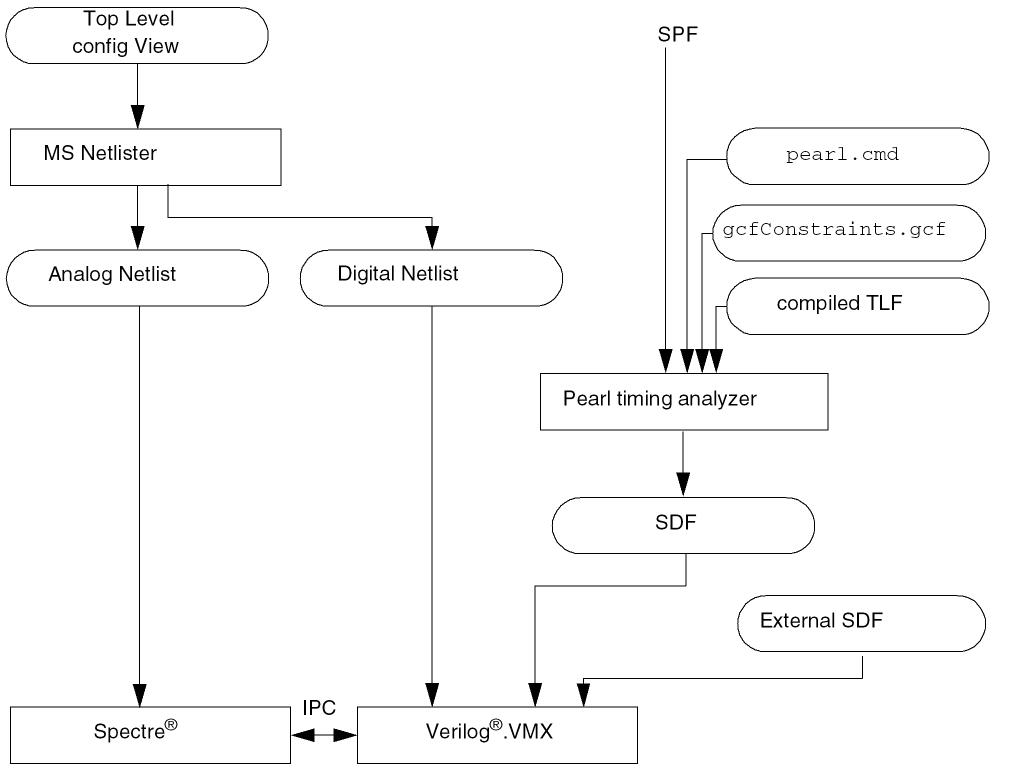 Top Level
config View
SPF
MS Netlister
pearl.cmd
gcfConstraints.gcf
Analog Netlist
Digital Netlist
compiled TLF
Pearl timing analyzer
SDF
External SDF
IPC
Spectre®
Verilog®.VMX